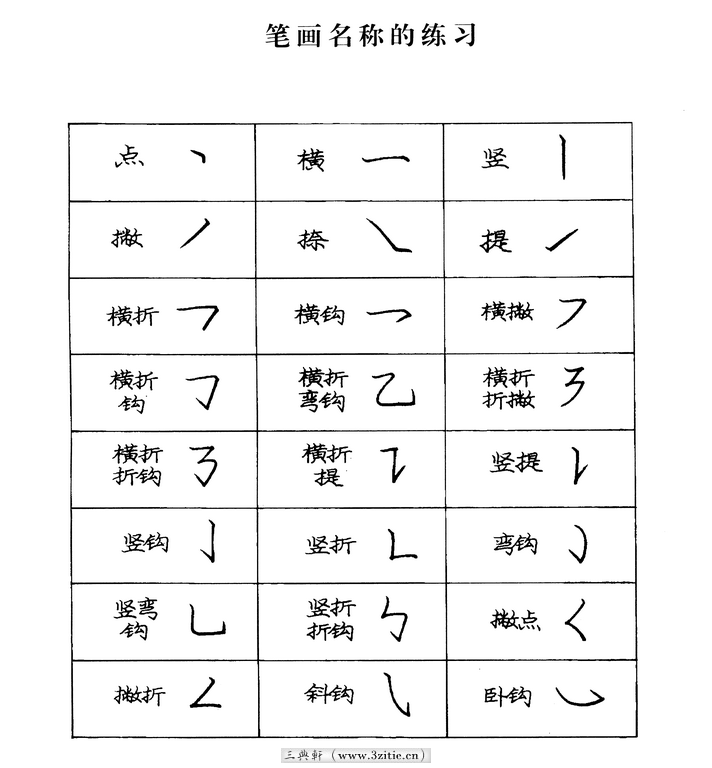 笔画名称的练习
点 丶
横 一
竖 丨
撇 丿
捺 ㇏
提 ㇀
横折 ㇕
横钩 乛
横撇 ㇇
横折
钩 ㇆
横折
弯钩 乙
横折
折撇 ㇋
横折
折钩 ㇡
横折
提 ㇊
竖提 ㇙
竖钩 亅
竖折 ㇗
弯钩 ㇁
竖弯
钩 乚
竖折
折钩 ㇉
撇点 ㇛
撇折 ㇜
斜钩 ㇂
卧钩 ㇃
三典軒（www.3zitie.cn）